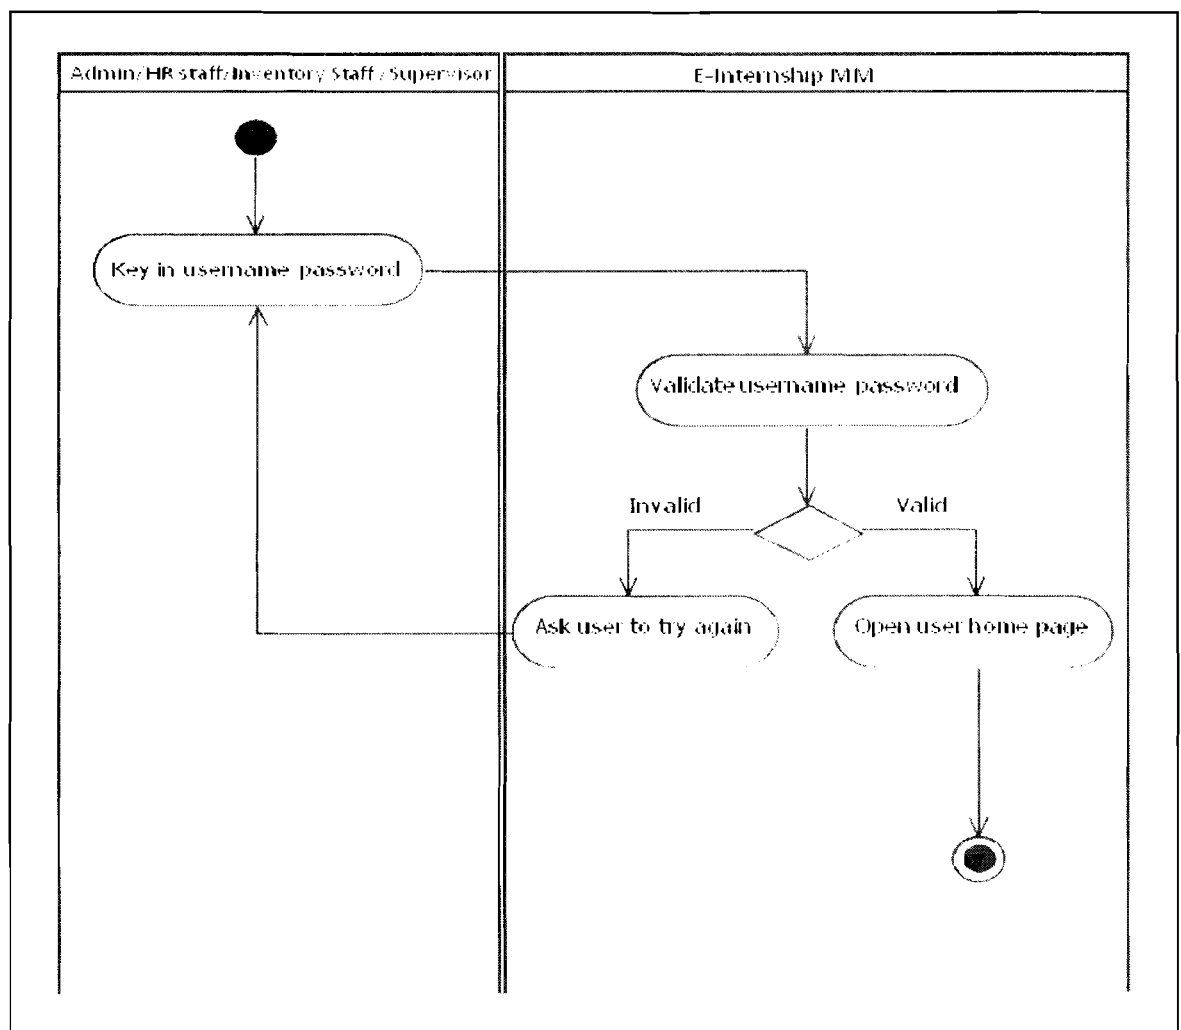 Admin/HR staff/Inventory Staff/Supervisor
E-Internship MM
Key in username password
Validate username password
Invalid
Valid
Ask user to try again
Open user home page